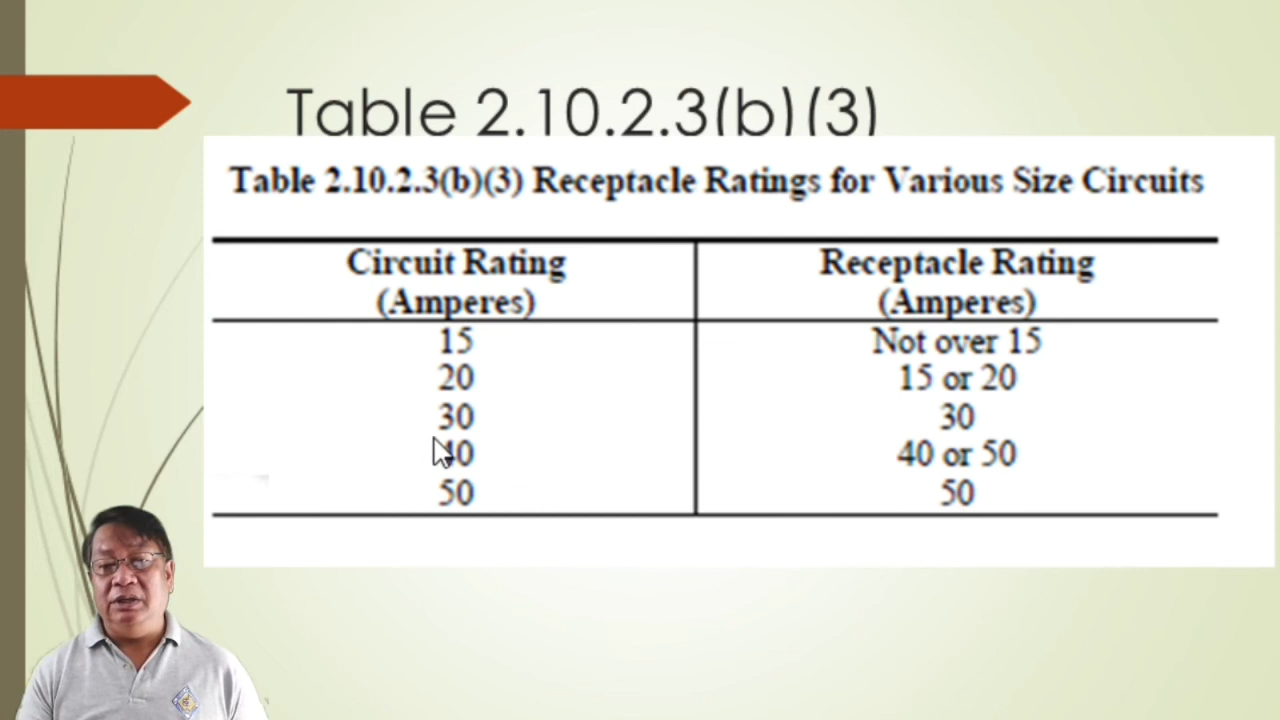 Table 2.10.2.3(b)(3)
Table 2.10.2.3(b)(3) Receptacle Ratings for Various Size Circuits
Circuit Rating Receptacle Rating
(Amperes) (Amperes)
15 Not over 15
20 15 or 20
30 30
40 40 or 50
50 50